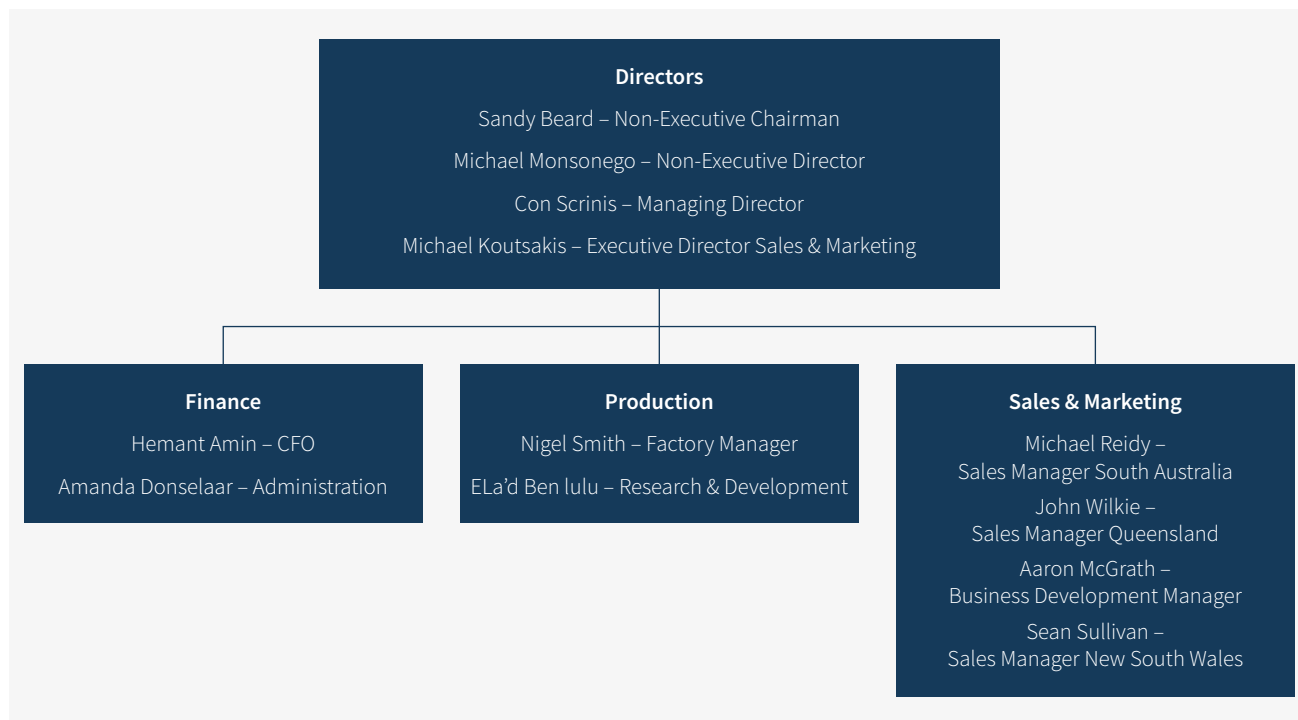 Directors
Sandy Beard – Non-Executive Chairman
Michael Monsonego – Non-Executive Director
Con Scrinis – Managing Director
Michael Koutsakis – Executive Director Sales & Marketing
Finance
Hemant Amin – CFO
Amanda Donselaar – Administration
Production
Nigel Smith – Factory Manager
ELa’d Ben lulu – Research & Development
Sales & Marketing
Michael Reidy –
Sales Manager South Australia
John Wilkie –
Sales Manager Queensland
Aaron McGrath –
Business Development Manager
Sean Sullivan –
Sales Manager New South Wales